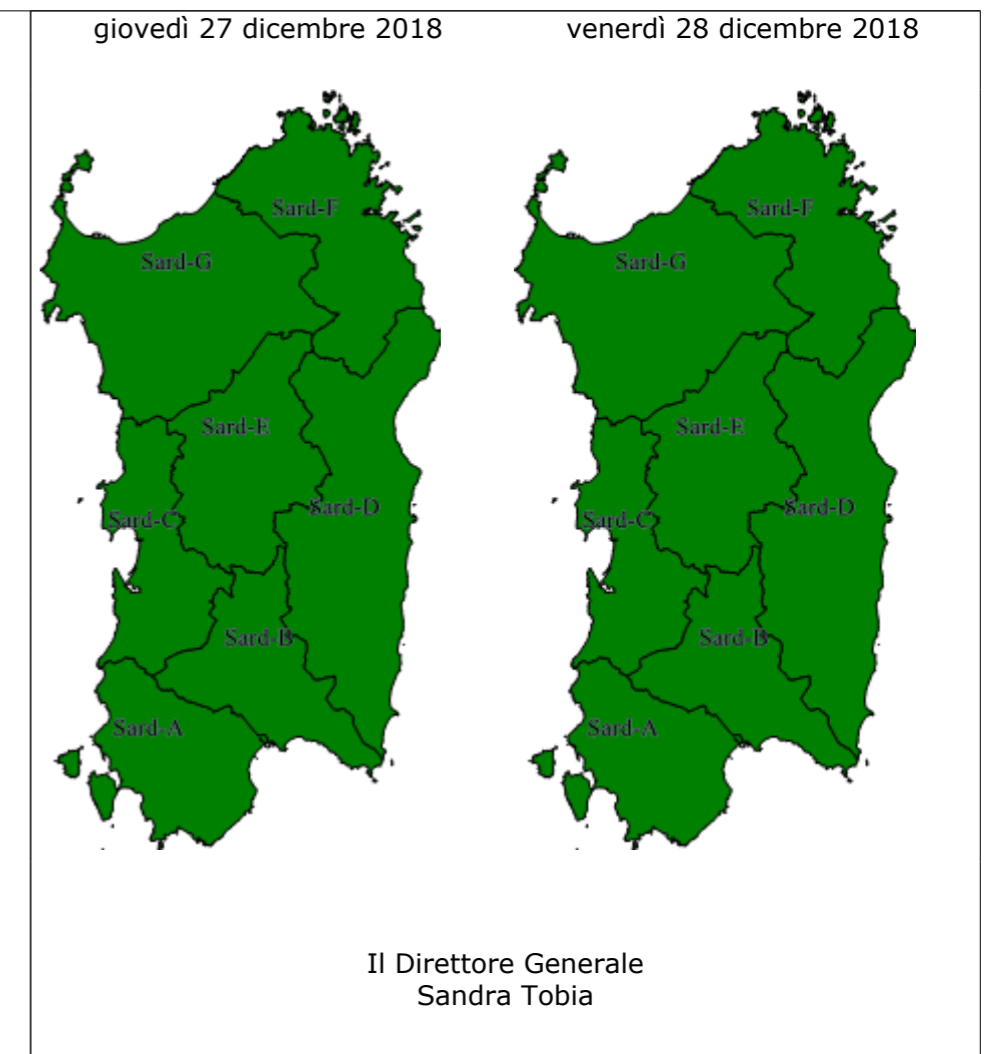 giovedì 27 dicembre 2018
venerdì 28 dicembre 2018
Sard-F
Sard-G
Sard-E
Sard-D
Sard-C
Sard-B
Sard-A
Sard-F
Sard-G
Sard-E
Sard-D
Sard-C
Sard-B
Sard-A
Il Direttore Generale
Sandra Tobia